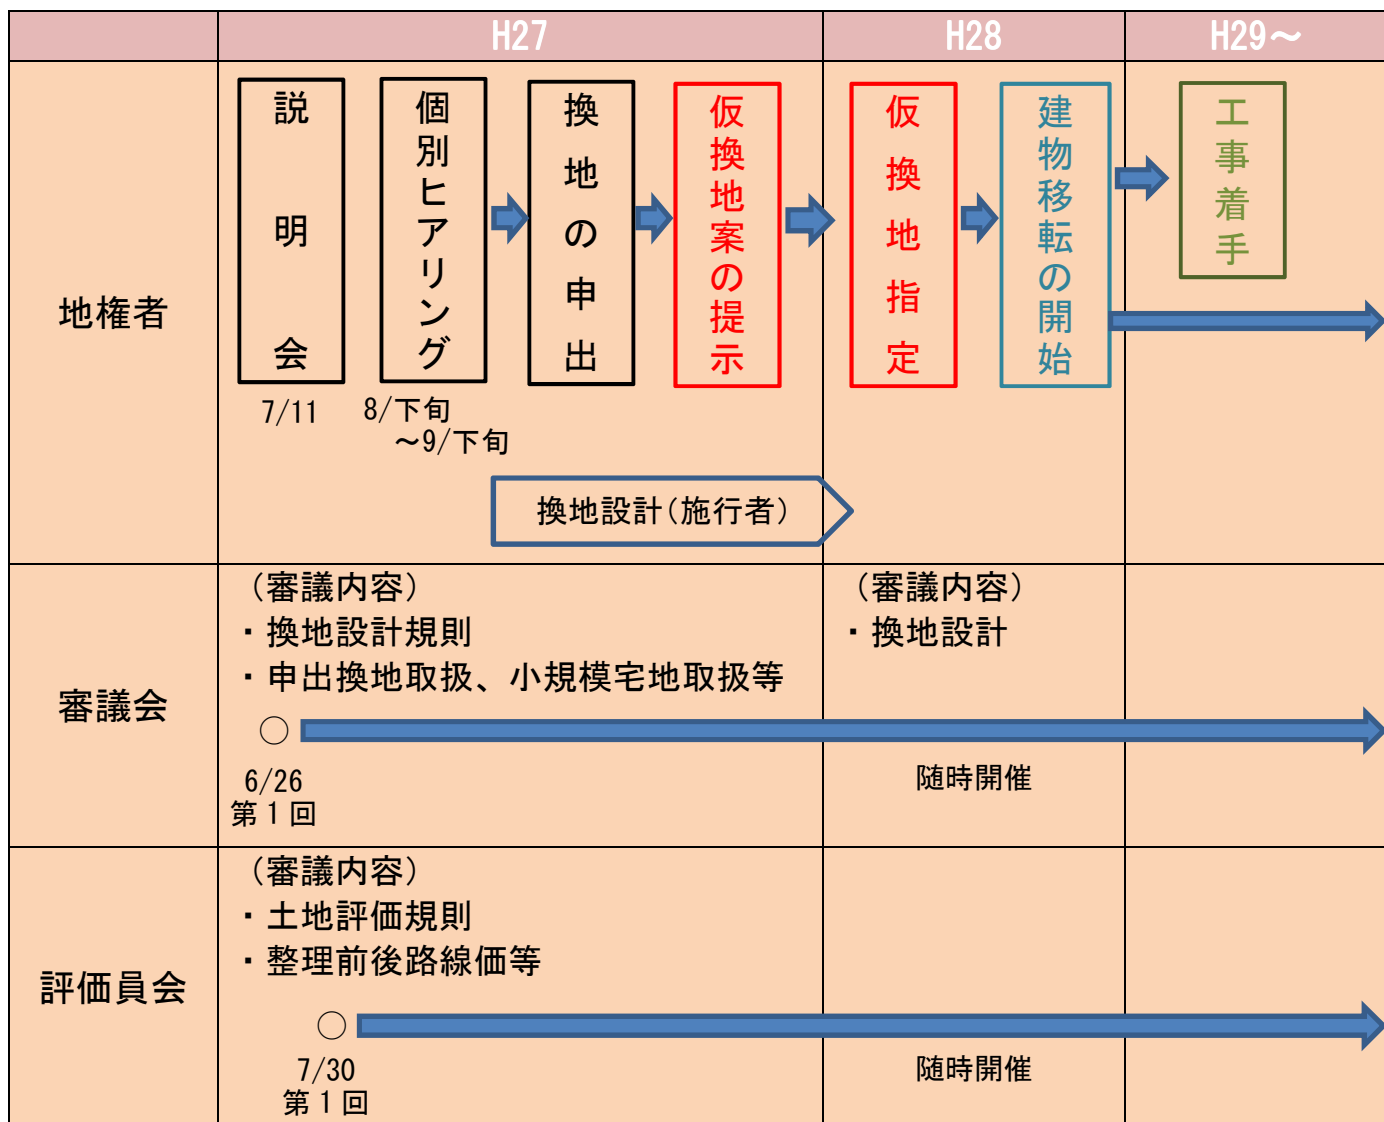 H27
H28
H29～
地権者
説明会
個別ヒアリング
換地の申出
仮換地案の提示
仮換地指定
建物移転の開始
工事着手
7/11
8/下旬
～9/下旬
換地設計(施行者)
審議会
(審議内容)
・換地設計規則
・申出換地取扱、小規模宅地取扱等
○
6/26
第1回
(審議内容)
・換地設計
随時開催
評価員会
(審議内容)
・土地評価規則
・整理前後路線価等
○
7/30
第1回
随時開催